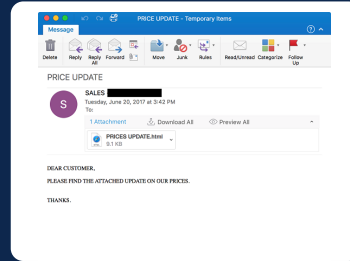 PRICE UPDATE - Temporary Items
Message
Delete
Reply
Reply All
Forward
Move
Junk
Rules
Read/Unread
Categorize
Follow Up
PRICE UPDATE
S
SALES
Tuesday, June 20, 2017 at 3:42 PM
To:
1 Attachment
Download All
Preview All
PRICES UPDATE.html
9.1 KB
DEAR CUSTOMER,
PLEASE FIND THE ATTACHED UPDATE ON OUR PRICES.
THANKS.